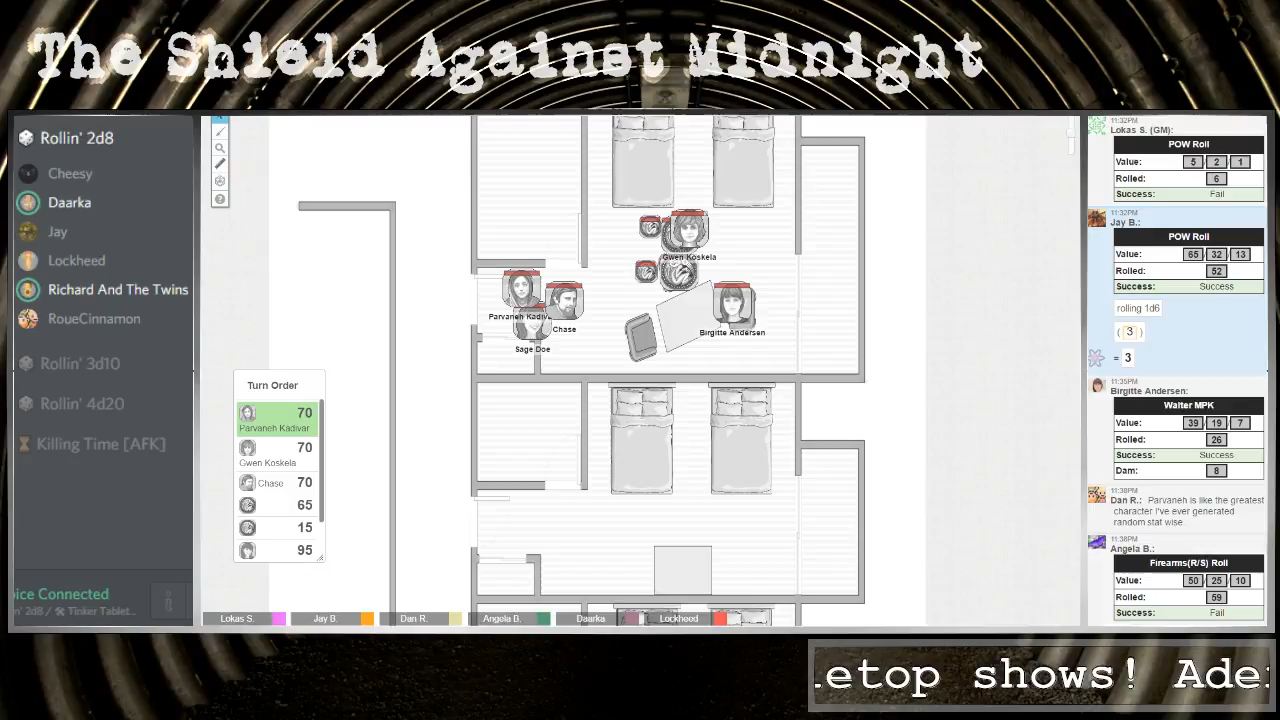 The Shield Against Midnight
Rollin' 2d8
Cheesy
Daarka
Jay
Lockheed
Richard And The Twins
RoueCinnamon
Rollin' 3d10
Rollin' 4d20
Killing Time [AFK]
oice Connected
n' 2d8 / Tinker Tablet...
Gwen Koskela
Parvaneh Kadiva
Chase
Sage Doe
Birgitte Andersen
Turn Order
70
Parvaneh Kadivar
70
Gwen Koskela
Chase 70
65
15
95
Lokas S.
Jay B.
Dan R.
Angela B.
Daarka
Lockheed
11:32PM
Lokas S. (GM):
POW Roll
Value: 5 2 1
Rolled: 6
Success: Fail
11:32PM
Jay B.:
POW Roll
Value: 65 32 13
Rolled: 52
Success: Success
rolling 1d6
( 3 )
= 3
11:35PM
Birgitte Andersen:
Walter MPK
Value: 39 19 7
Rolled: 26
Success: Success
Dam: 8
11:38PM
Dan R.: Parvaneh is like the greatest
character I've ever generated
random stat wise.
11:38PM
Angela B.:
Firearms(R/S) Roll
Value: 50 25 10
Rolled: 59
Success: Fail
.etop shows! Ade